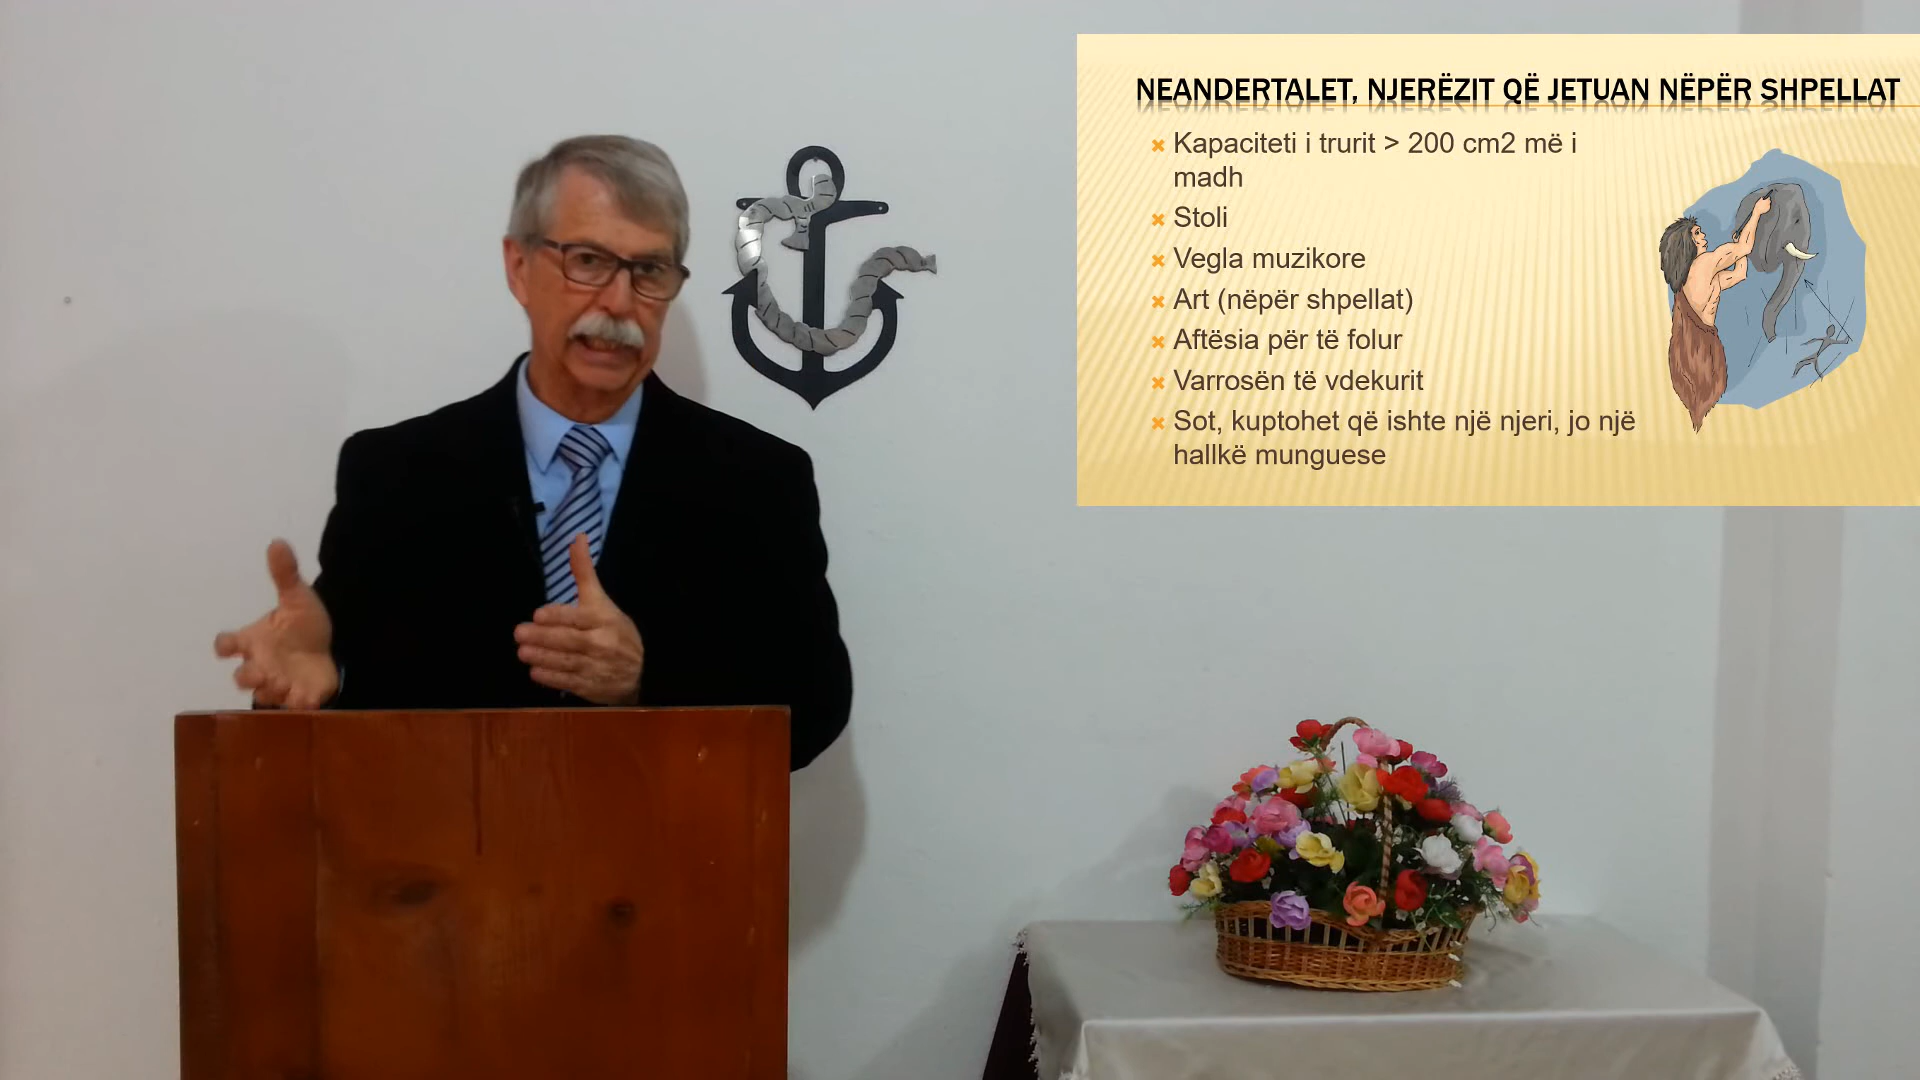 NEANDERTALET, NJERËZIT QË JETUAN NËPËR SHPELLAT
Kapaciteti i trurit > 200 cm2 më i
madh
Stoli
Vegla muzikore
Art (nëpër shpellat)
Aftësia për të folur
Varrosën të vdekurit
Sot, kuptohet që ishte një njeri, jo një
hallkë munguese